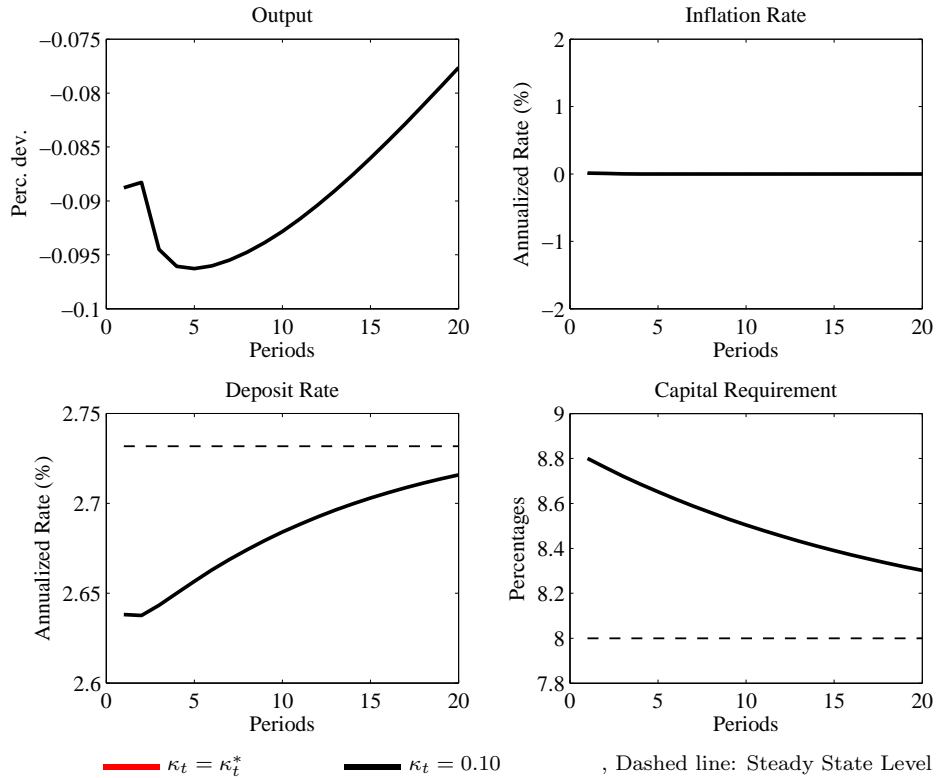 Output
−0.075
−0.08
−0.085
−0.09
−0.095
−0.1
Perc. dev.
0 5 10 15 20
Periods
Inflation Rate
2
1
0
−1
−2
Annualized Rate (%)
0 5 10 15 20
Periods
Deposit Rate
2.75
2.7
2.65
2.6
Annualized Rate (%)
0 5 10 15 20
Periods
Capital Requirement
9
8.8
8.6
8.4
8.2
8
7.8
Percentages
0 5 10 15 20
Periods
κt = κ*t κt = 0.10 , Dashed line: Steady State Level